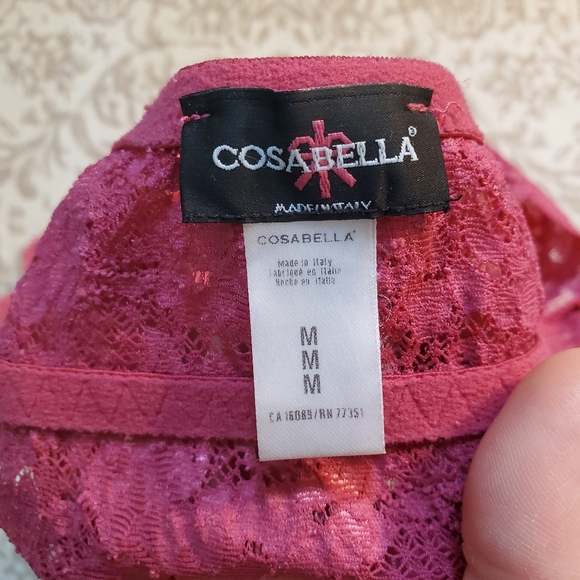 COSABELLA®
MADE IN ITALY
COSABELLA®
Made in Italy
Fabriqué en Italie
Hecho en Italia
M
M
M
CA 16089/RN 77351